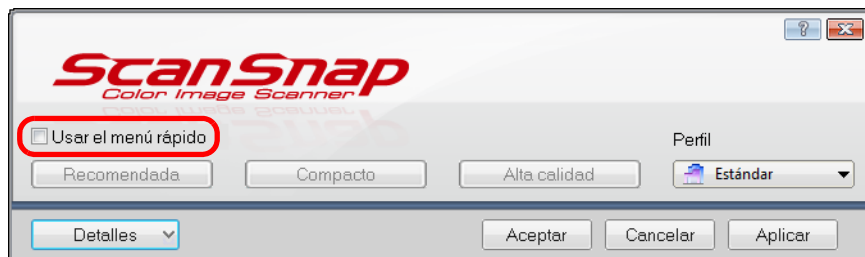 ScanSnap
Color Image Scanner
Usar el menú rápido
Perfil
Recomendada Compacto Alta calidad Estándar
Detalles Aceptar Cancelar Aplicar